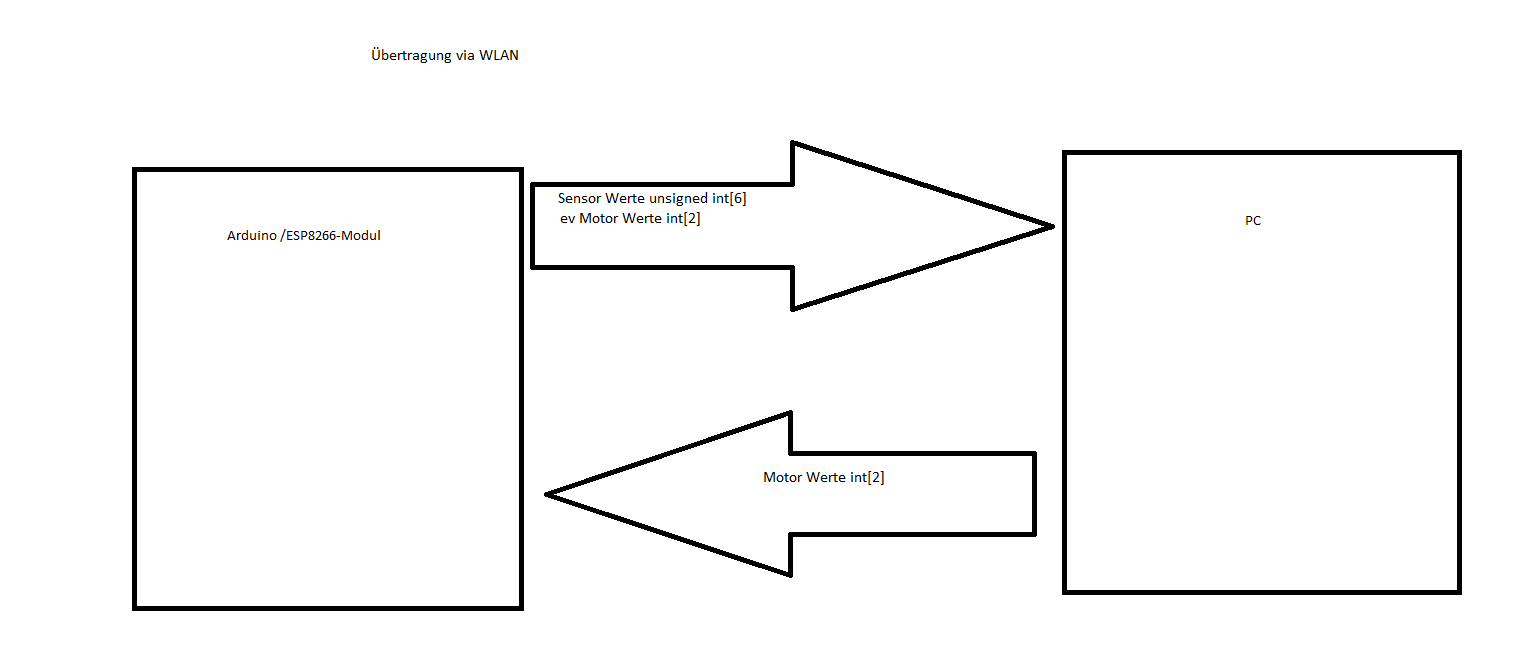 Übertragung via WLAN
Sensor Werte unsigned int[6]
ev Motor Werte int[2]
Arduino /ESP8266-Modul
PC
Motor Werte int[2]